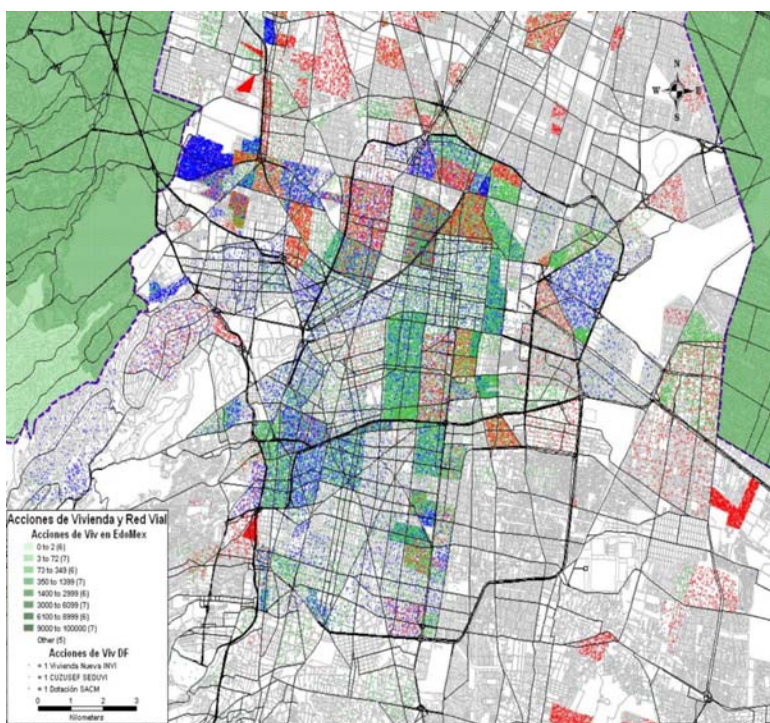 N
W E
S
Acciones de Vivienda y Red Vial
Acciones de Viv en EdoMex
0 to 2 (6)
3 to 72 (7)
73 to 349 (6)
350 to 1399 (7)
1400 to 2999 (6)
3000 to 6099 (7)
6100 to 8999 (6)
9000 to 100000 (7)
Other (5)
Acciones de Viv DF
= 1 Vivienda Nueva INVI
= 1 CUZUSEF SEDUVI
= 1 Dotación SACM
0 1 2 3
Kilometers